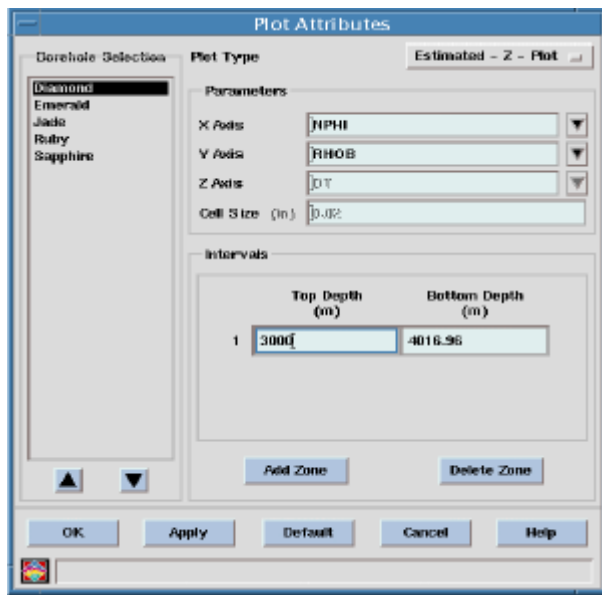 Plot Attributes
Borehole Selection
Diamond
Emerald
Jade
Ruby
Sapphire
Plot Type
Estimated - Z - Plot
Parameters
X Axis NPHI
Y Axis RHOB
Z Axis DT
Cell Size (in) 0.02
Intervals
Top Depth (m) Bottom Depth (m)
1 3000 4016.96
Add Zone Delete Zone
OK Apply Default Cancel Help